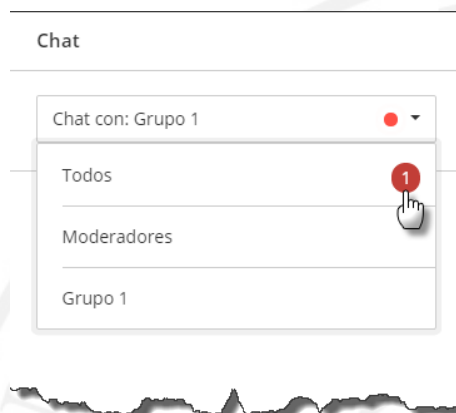 Chat
Chat con: Grupo 1
Todos 1
Moderadores
Grupo 1